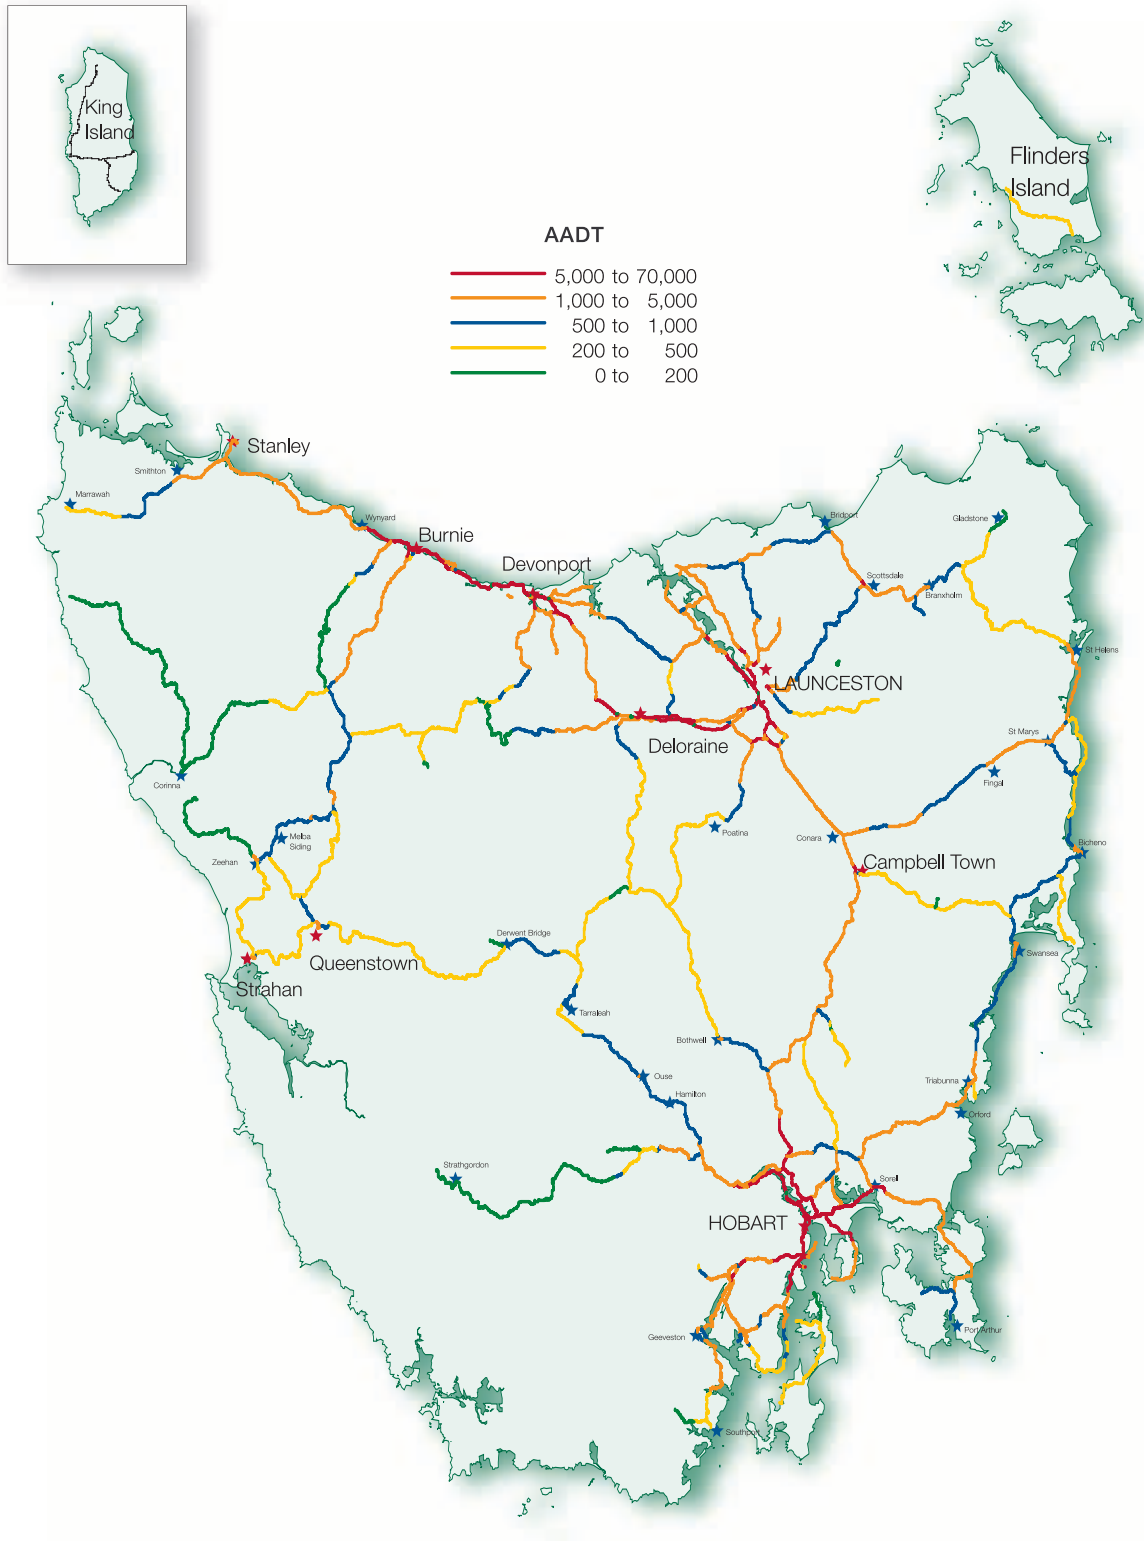 King
Island
Flinders
Island
AADT
5,000 to 70,000
1,000 to 5,000
500 to 1,000
200 to 500
0 to 200
Stanley
Smithton
Marrawah
Wynyard
Burnie
Devonport
Bridport
Gladstone
Scottsdale
Branxholm
St Helens
LAUNCESTON
Deloraine
St Marys
Fingal
Corinna
Melba
Siding
Zeehan
Poatina
Conara
Bicheno
Campbell Town
Derwent Bridge
Queenstown
Strahan
Swansea
Tarraleah
Bothwell
Ouse
Hamilton
Triabunna
Orford
Strathgordon
Sorell
HOBART
Geeveston
Port Arthur
Southport